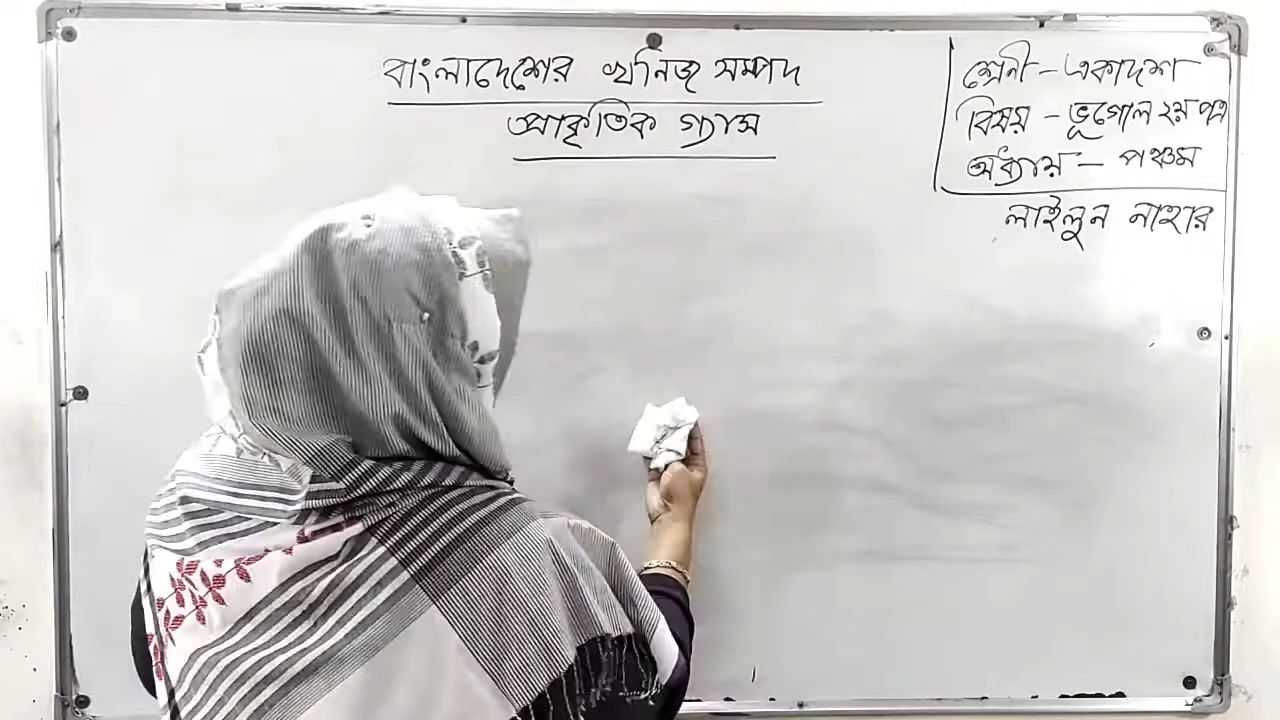 বাংলাদেশের খনিজ সম্পদ
প্রাকৃতিক গ্যাস
শ্রেনী - একাদশ
বিষয় - ভূগোল ২য় পত্র
অধ্যায় - পঞ্চম
লাইলুন নাহার